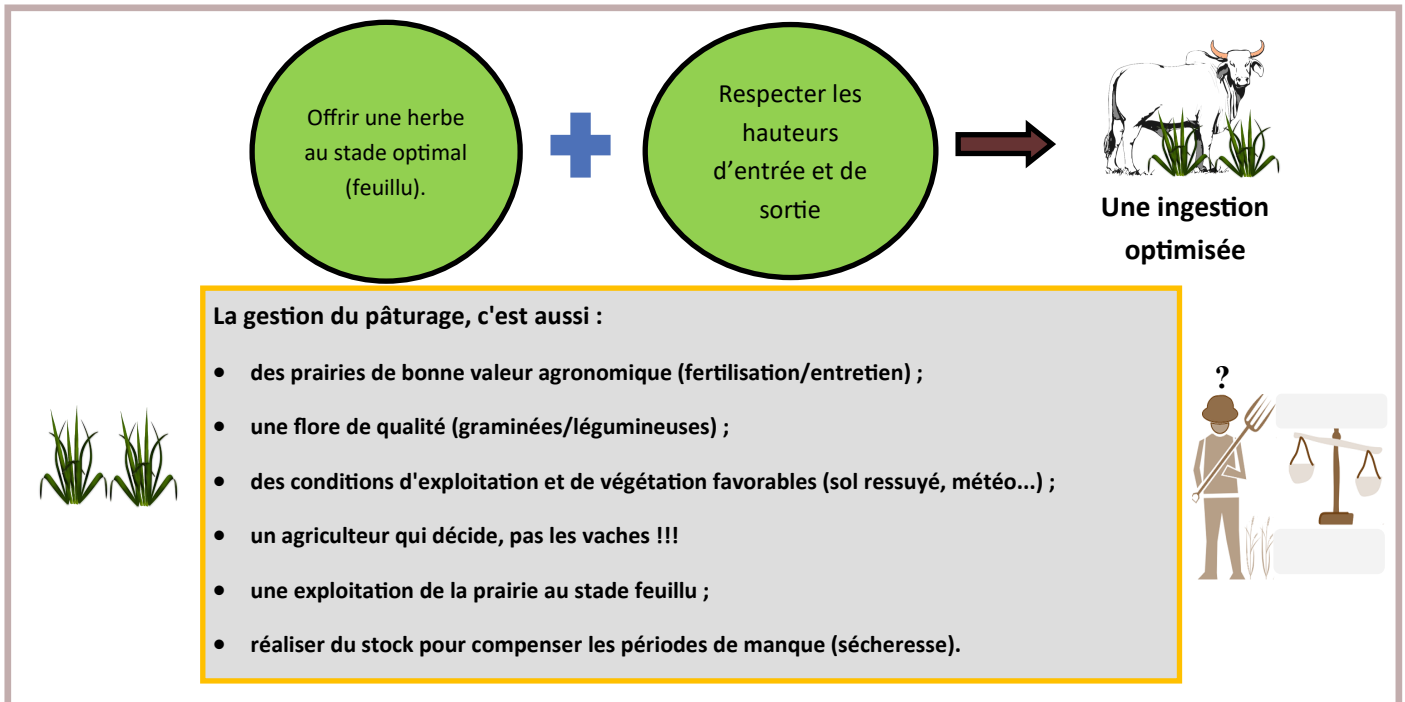 Offrir une herbe
au stade optimal
(feuillu).
Respecter les
hauteurs
d'entrée et de
sortie
Une ingestion
optimisée
La gestion du pâturage, c'est aussi :
• des prairies de bonne valeur agronomique (fertilisation/entretien) ;
• une flore de qualité (graminées/légumineuses) ;
• des conditions d'exploitation et de végétation favorables (sol ressuyé, météo...) ;
• un agriculteur qui décide, pas les vaches !!!
• une exploitation de la prairie au stade feuillu ;
• réaliser du stock pour compenser les périodes de manque (sécheresse).
?